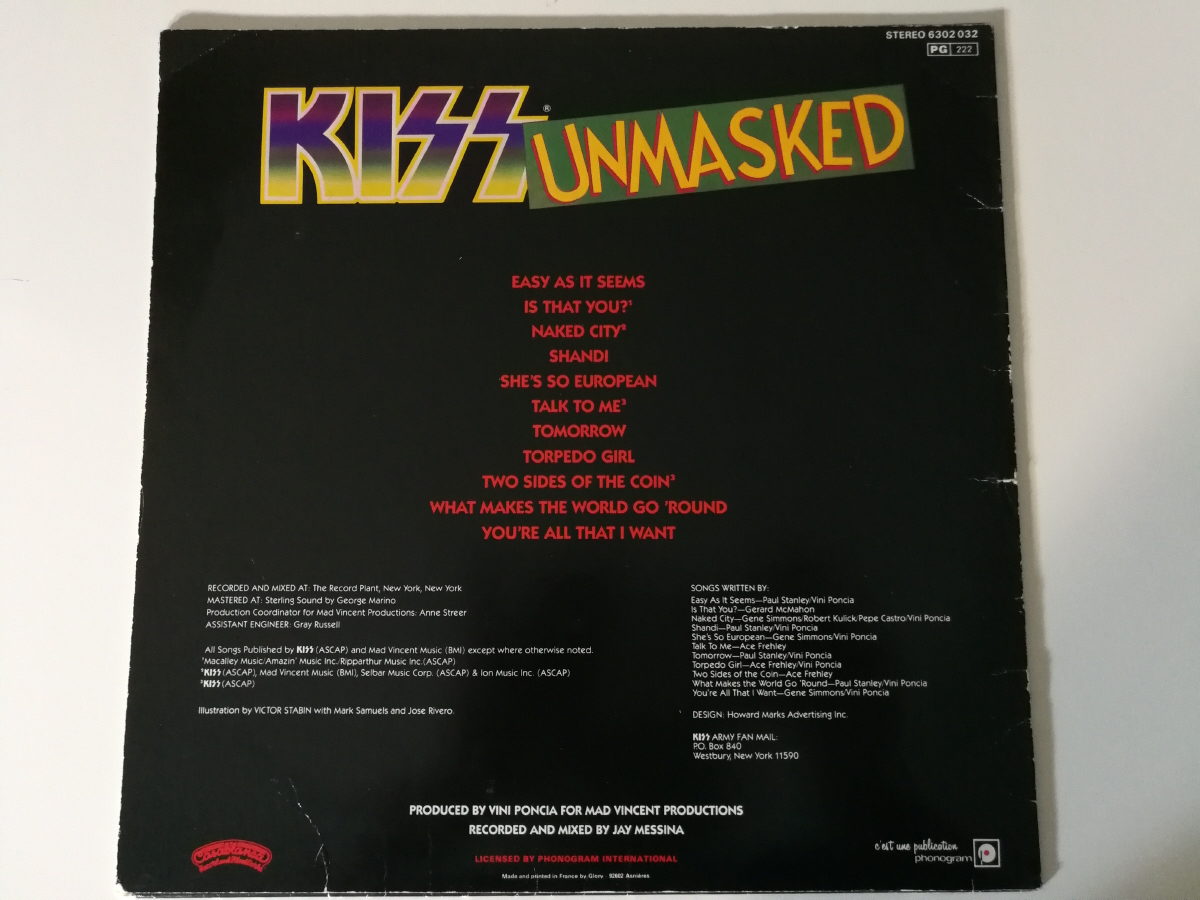 STEREO 6302 032
PG 222
KISS®
UNMASKED
EASY AS IT SEEMS
IS THAT YOU?¹
NAKED CITY²
SHANDI
SHE'S SO EUROPEAN
TALK TO ME³
TOMORROW
TORPEDO GIRL
TWO SIDES OF THE COIN³
WHAT MAKES THE WORLD GO 'ROUND
YOU'RE ALL THAT I WANT
RECORDED AND MIXED AT: The Record Plant, New York, New York
MASTERED AT: Sterling Sound by George Marino
Production Coordinator for Mad Vincent Productions: Anne Streer
ASSISTANT ENGINEER: Gray Russell
All Songs Published by KISS (ASCAP) and Mad Vincent Music (BMI) except where otherwise noted.
¹Macalley Music/Amazin' Music Inc./Ripparthur Music Inc.(ASCAP)
²KISS (ASCAP), Mad Vincent Music (BMI), Selbar Music Corp. (ASCAP) & Ion Music Inc. (ASCAP)
³KISS (ASCAP)
Illustration by VICTOR STABIN with Mark Samuels and Jose Rivero.
SONGS WRITTEN BY:
Easy As It Seems—Paul Stanley/Vini Poncia
Is That You?—Gerard McMahon
Naked City—Gene Simmons/Robert Kulick/Pepe Castro/Vini Poncia
Shandi—Paul Stanley/Vini Poncia
She's So European—Gene Simmons/Vini Poncia
Talk To Me—Ace Frehley
Tomorrow—Paul Stanley/Vini Poncia
Torpedo Girl—Ace Frehley/Vini Poncia
Two Sides of the Coin—Ace Frehley
What Makes the World Go 'Round—Paul Stanley/Vini Poncia
You're All That I Want—Gene Simmons/Vini Poncia
DESIGN: Howard Marks Advertising Inc.
KISS ARMY FAN MAIL:
P.O. Box 840
Westbury, New York 11590
PRODUCED BY VINI PONCIA FOR MAD VINCENT PRODUCTIONS
RECORDED AND MIXED BY JAY MESSINA
Casablanca
LICENSED BY PHONOGRAM INTERNATIONAL
c'est une publication
phonogram
Made and printed in France by Glory 92602 Asnières